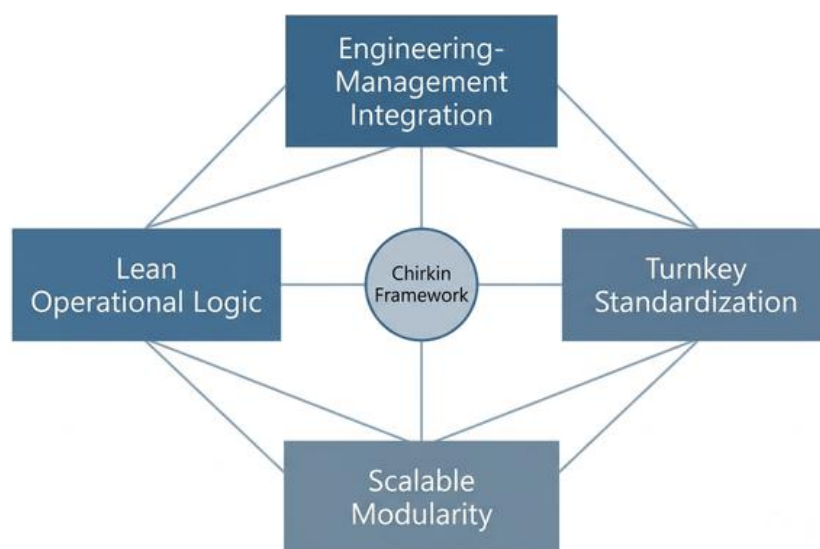 Engineering-
Management
Integration
Lean
Operational Logic
Chirkin
Framework
Turnkey
Standardization
Scalable
Modularity